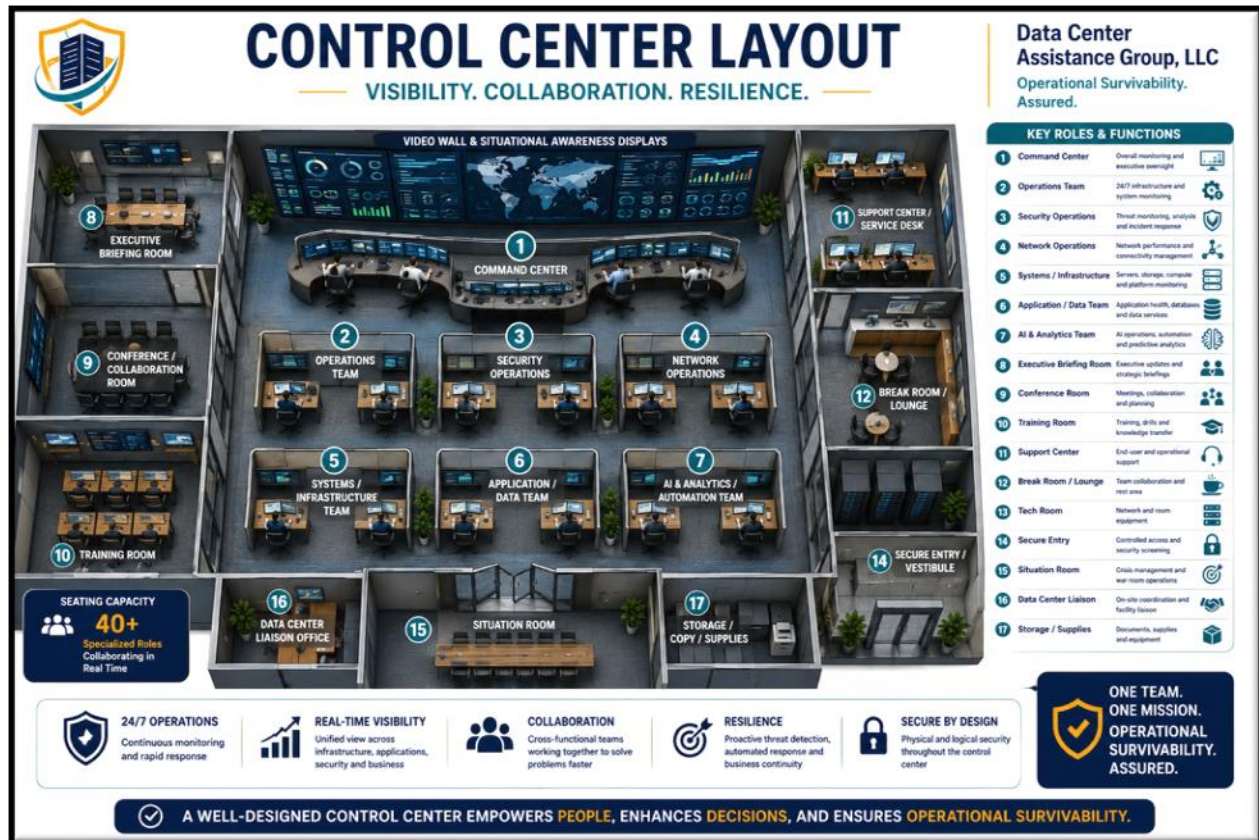 CONTROL CENTER LAYOUT
VISIBILITY. COLLABORATION. RESILIENCE.
Data Center
Assistance Group, LLC
Operational Survivability.
Assured.
VIDEO WALL & SITUATIONAL AWARENESS DISPLAYS
1
COMMAND CENTER
2
OPERATIONS
TEAM
3
SECURITY
OPERATIONS
4
NETWORK
OPERATIONS
5
SYSTEMS /
INFRASTRUCTURE
TEAM
6
APPLICATION /
DATA TEAM
7
AI & ANALYTICS /
AUTOMATION TEAM
8
EXECUTIVE
BRIEFING ROOM
9
CONFERENCE /
COLLABORATION
ROOM
10 TRAINING ROOM
11 SUPPORT CENTER /
SERVICE DESK
12 BREAK ROOM /
LOUNGE
14 SECURE ENTRY /
VESTIBULE
15 SITUATION ROOM
16
DATA CENTER
LIAISON OFFICE
17
STORAGE /
COPY / SUPPLIES
SEATING CAPACITY
40+
Specialized Roles
Collaborating in
Real Time
KEY ROLES & FUNCTIONS
1 Command Center Overall monitoring and
executive oversight
2 Operations Team 24/7 infrastructure and
system monitoring
3 Security Operations Threat monitoring, analysis
and incident response
4 Network Operations Network performance and
connectivity management
5 Systems / Infrastructure Servers, storage, compute
and platform monitoring
6 Application / Data Team Application health, databases
and data services
7 AI & Analytics Team AI operations, automation
and predictive analytics
8 Executive Briefing Room Executive updates and
strategic briefings
9 Conference Room Meetings, collaboration
and planning
10 Training Room Training, drills and
knowledge transfer
11 Support Center End-user and operational
support
12 Break Room / Lounge Team collaboration and
rest area
13 Tech Room Network and room
equipment
14 Secure Entry Controlled access and
security screening
15 Situation Room Crisis management and
war room operations
16 Data Center Liaison On-site coordination and
facility liaison
17 Storage / Supplies Documents, supplies
and equipment
24/7 OPERATIONS
Continuous monitoring
and rapid response
REAL-TIME VISIBILITY
Unified view across
infrastructure, applications,
security and business
COLLABORATION
Cross-functional teams
working together to solve
problems faster
RESILIENCE
Proactive threat detection,
automated response and
business continuity
SECURE BY DESIGN
Physical and logical security
throughout the control
center
ONE TEAM.
ONE MISSION.
OPERATIONAL
SURVIVABILITY.
ASSURED.
A WELL-DESIGNED CONTROL CENTER EMPOWERS PEOPLE, ENHANCES DECISIONS, AND ENSURES OPERATIONAL SURVIVABILITY.